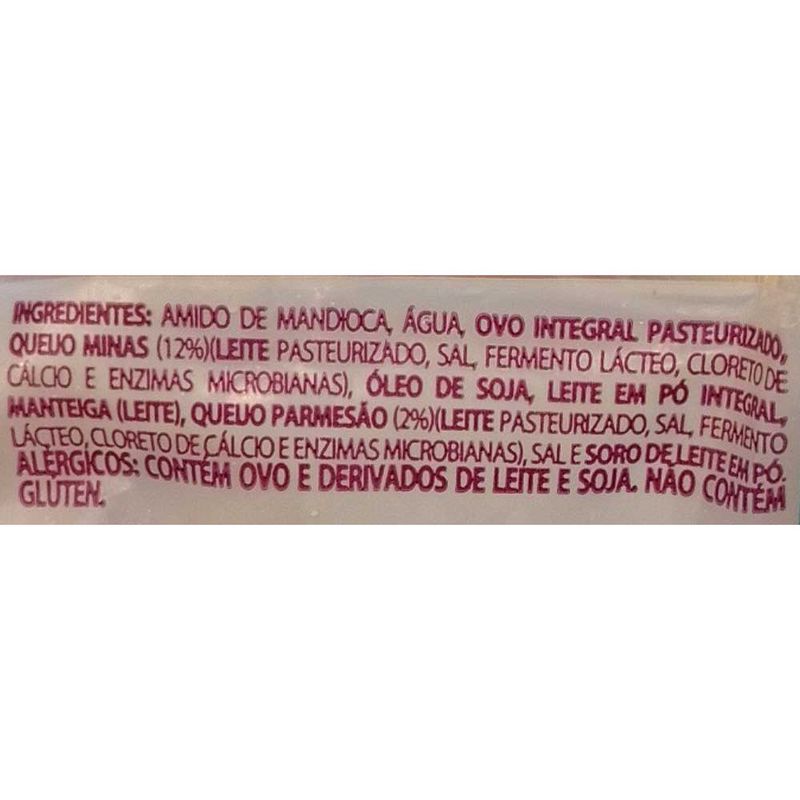 INGREDIENTES: AMIDO DE MANDIOCA, ÁGUA, OVO INTEGRAL PASTEURIZADO,
QUEIJO MINAS (12%)(LEITE PASTEURIZADO, SAL, FERMENTO LÁCTEO, CLORETO DE
CÁLCIO E ENZIMAS MICROBIANAS), ÓLEO DE SOJA, LEITE EM PÓ INTEGRAL,
MANTEIGA (LEITE), QUEIJO PARMESÃO (2%)(LEITE PASTEURIZADO, SAL, FERMENTO
LÁCTEO, CLORETO DE CÁLCIO E ENZIMAS MICROBIANAS), SAL E SORO DE LEITE EM PÓ.
ALÉRGICOS: CONTÉM OVO E DERIVADOS DE LEITE E SOJA. NÃO CONTÉM
GLÚTEN.